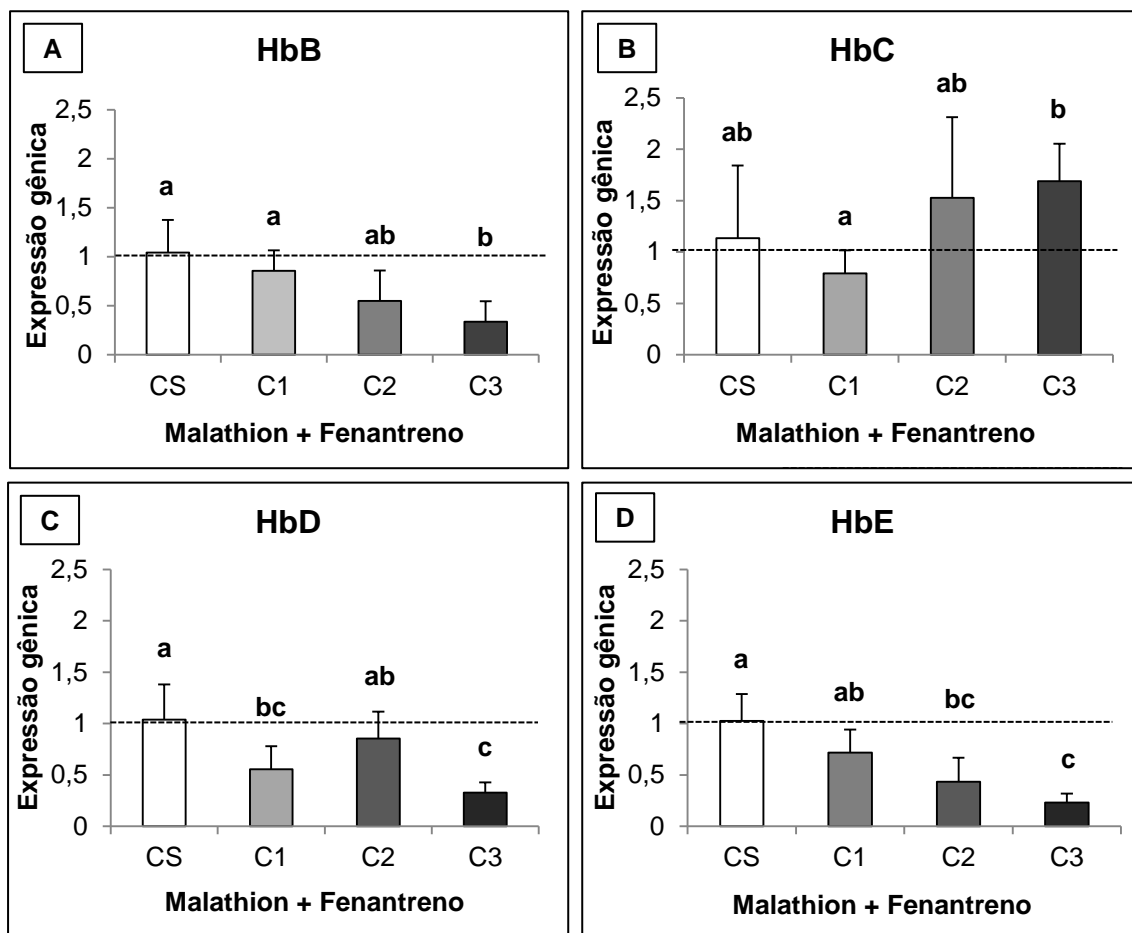 A
HbB
Expressão gênica
2,5
2
1,5
1
0,5
0
a
a
ab
b
CS C1 C2 C3
Malathion + Fenantreno
B
HbC
Expressão gênica
2,5
2
1,5
1
0,5
0
ab
a
ab
b
CS C1 C2 C3
Malathion + Fenantreno
C
HbD
Expressão gênica
2,5
2
1,5
1
0,5
0
a
bc
ab
c
CS C1 C2 C3
Malathion + Fenantreno
D
HbE
Expressão gênica
2,5
2
1,5
1
0,5
0
a
ab
bc
c
CS C1 C2 C3
Malathion + Fenantreno